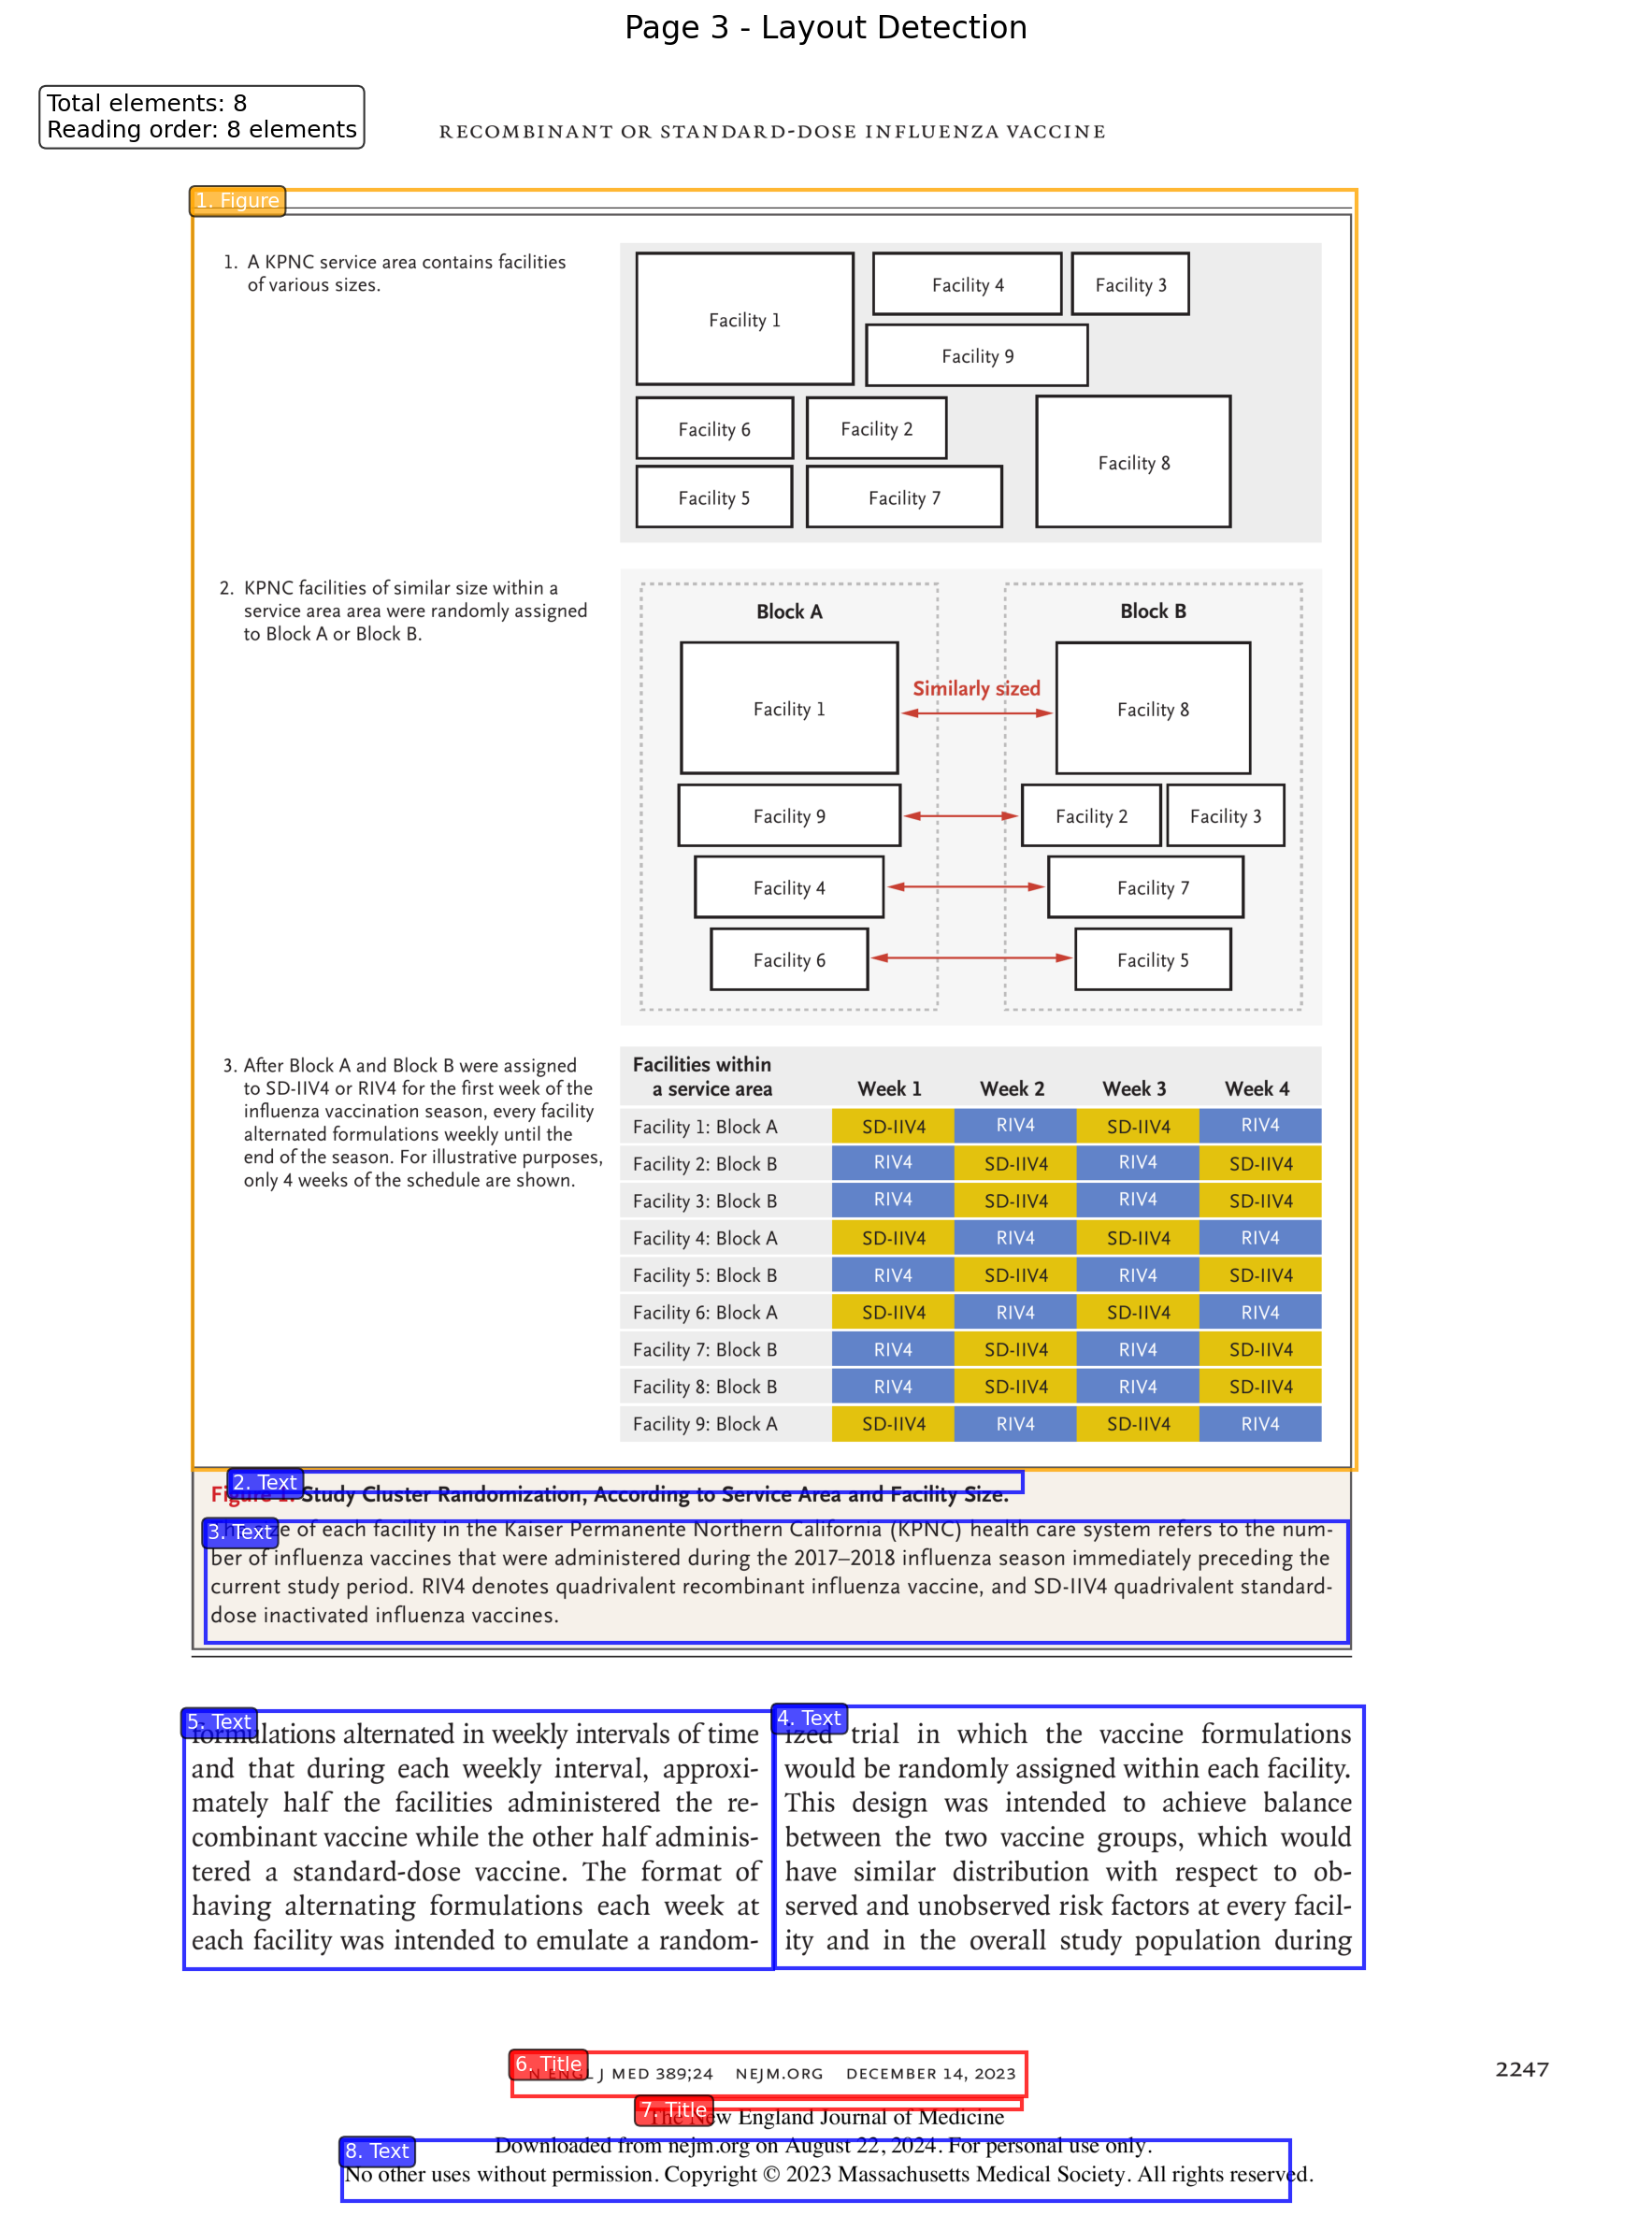 Page 3 - Layout Detection
Total elements: 8
Reading order: 8 elements
RECOMBINANT OR STANDARD-DOSE INFLUENZA VACCINE
1. Figure
1. A KPNC service area contains facilities
of various sizes.
Facility 1
Facility 4
Facility 3
Facility 9
Facility 6
Facility 2
Facility 8
Facility 5
Facility 7
2. KPNC facilities of similar size within a
service area area were randomly assigned
to Block A or Block B.
Block A
Block B
Similarly sized
Facility 1
Facility 8
Facility 9
Facility 2
Facility 3
Facility 4
Facility 7
Facility 6
Facility 5
3. After Block A and Block B were assigned
to SD-IIV4 or RIV4 for the first week of the
influenza vaccination season, every facility
alternated formulations weekly until the
end of the season. For illustrative purposes,
only 4 weeks of the schedule are shown.
Facilities within
a service area Week 1 Week 2 Week 3 Week 4
Facility 1: Block A SD-IIV4 RIV4 SD-IIV4 RIV4
Facility 2: Block B RIV4 SD-IIV4 RIV4 SD-IIV4
Facility 3: Block B RIV4 SD-IIV4 RIV4 SD-IIV4
Facility 4: Block A SD-IIV4 RIV4 SD-IIV4 RIV4
Facility 5: Block B RIV4 SD-IIV4 RIV4 SD-IIV4
Facility 6: Block A SD-IIV4 RIV4 SD-IIV4 RIV4
Facility 7: Block B RIV4 SD-IIV4 RIV4 SD-IIV4
Facility 8: Block B RIV4 SD-IIV4 RIV4 SD-IIV4
Facility 9: Block A SD-IIV4 RIV4 SD-IIV4 RIV4
2. Text
Figure 1. Study Cluster Randomization, According to Service Area and Facility Size.
3. Text
of each facility in the Kaiser Permanente Northern California (KPNC) health care system refers to the num-
ber of influenza vaccines that were administered during the 2017–2018 influenza season immediately preceding the
current study period. RIV4 denotes quadrivalent recombinant influenza vaccine, and SD-IIV4 quadrivalent standard-
dose inactivated influenza vaccines.
5. Text
formulations alternated in weekly intervals of time
and that during each weekly interval, approxi-
mately half the facilities administered the re-
combinant vaccine while the other half adminis-
tered a standard-dose vaccine. The format of
having alternating formulations each week at
each facility was intended to emulate a random-
4. Text
ized trial in which the vaccine formulations
would be randomly assigned within each facility.
This design was intended to achieve balance
between the two vaccine groups, which would
have similar distribution with respect to ob-
served and unobserved risk factors at every facil-
ity and in the overall study population during
6. Title
N ENGL J MED 389;24 NEJM.ORG DECEMBER 14, 2023
2247
7. Title
The New England Journal of Medicine
8. Text
Downloaded from nejm.org on August 22, 2024. For personal use only.
No other uses without permission. Copyright © 2023 Massachusetts Medical Society. All rights reserved.